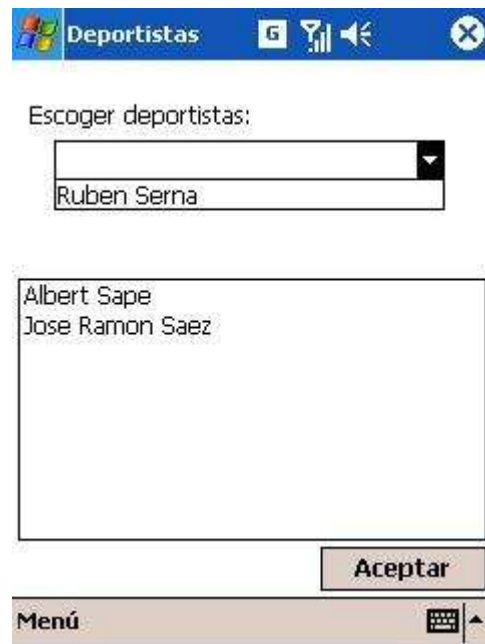 Deportistas G
Escoger deportistas:
Ruben Serna
Albert Sape
Jose Ramon Saez
Aceptar
Menú